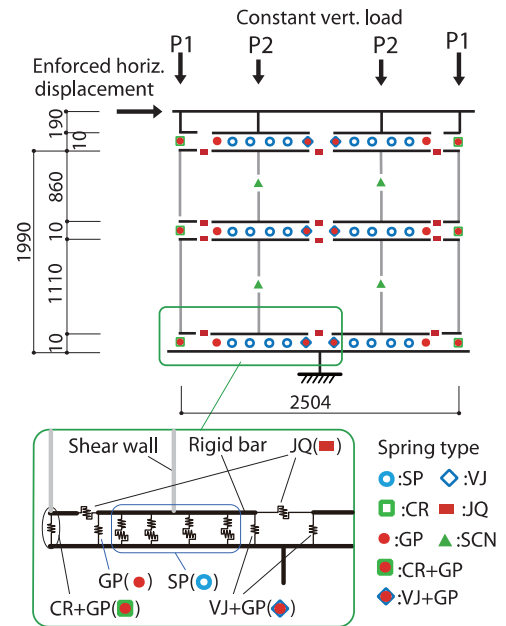 Constant vert. load
P1 P2 P2 P1
Enforced horiz.
displacement
190
10
860
1990
10
1110
10
2504
Shear wall Rigid bar JQ( )
GP( ) SP( )
CR+GP( ) VJ+GP( )
Spring type
:SP :VJ
:CR :JQ
:GP :SCN
:CR+GP
:VJ+GP